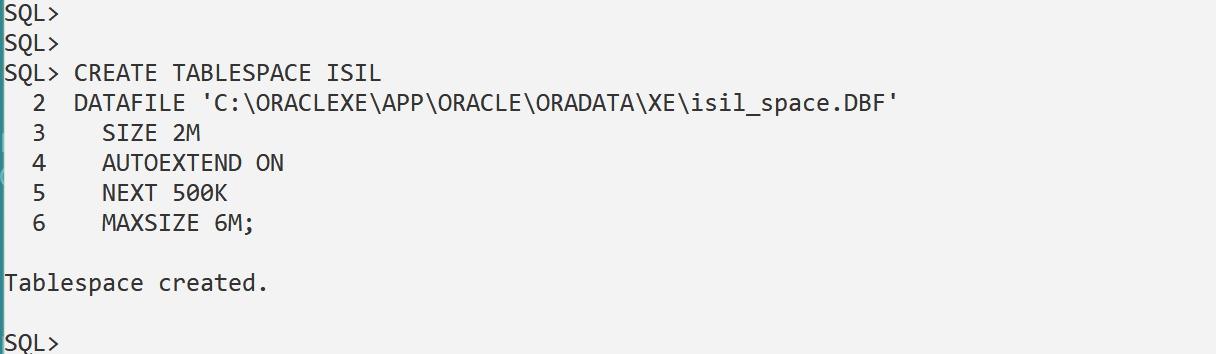 SQL>
SQL>
SQL> CREATE TABLESPACE ISIL
2 DATAFILE 'C:\ORACLEXE\APP\ORACLE\ORADATA\XE\isil_space.DBF'
3 SIZE 2M
4 AUTOEXTEND ON
5 NEXT 500K
6 MAXSIZE 6M;
Tablespace created.
SQL>